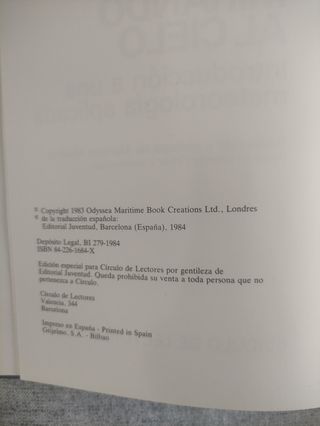 © Copyright 1983 Odyssea Maritime Book Creations Ltd., Londres
© de la traducción española:
Editorial Juventud, Barcelona (España), 1984
Depósito Legal, BI 279-1984
ISBN 84-226-1684-X
Edición especial para Círculo de Lectores por gentileza de
Editorial Juventud. Queda prohibida su venta a toda persona que no
pertenezca a Círculo.
Círculo de Lectores
Valencia, 344
Barcelona
Impreso en España - Printed in Spain
Grijelmo, S.A. - Bilbao